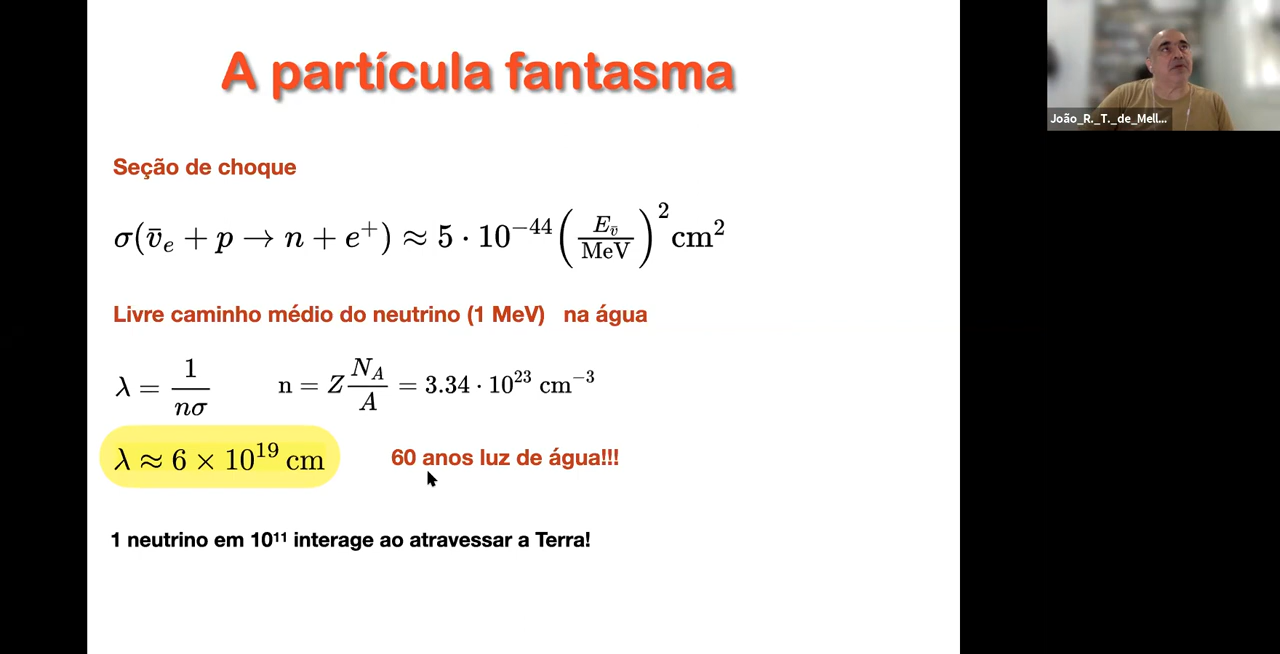 A partícula fantasma
João_R._T._de_Mell...
Seção de choque
σ(ν̄ₑ + p → n + e⁺) ≈ 5 · 10⁻⁴⁴ (E_ν̄ / MeV)² cm²
Livre caminho médio do neutrino (1 MeV) na água
λ = 1 / nσ n = Z N_A / A = 3.34 · 10²³ cm⁻³
λ ≈ 6 × 10¹⁹ cm 60 anos luz de água!!!
1 neutrino em 10¹¹ interage ao atravessar a Terra!